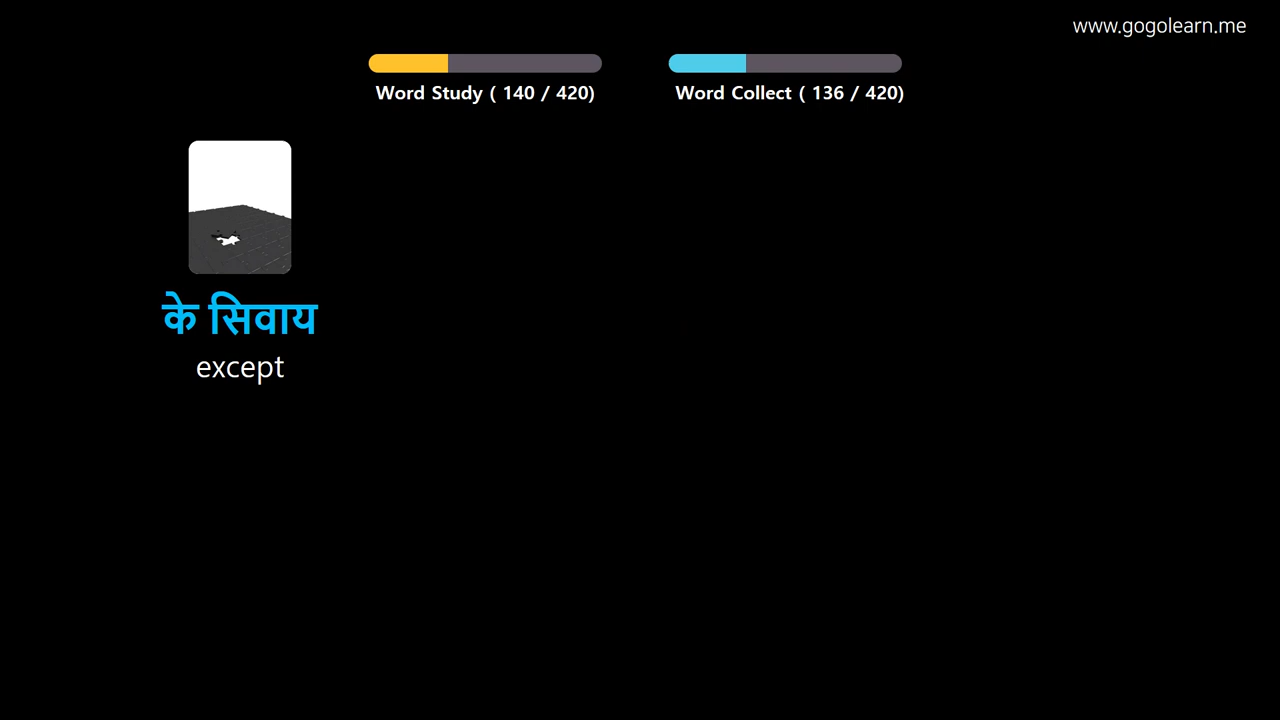 www.gogolearn.me
Word Study ( 140 / 420)
Word Collect ( 136 / 420)
के सिवाय
except